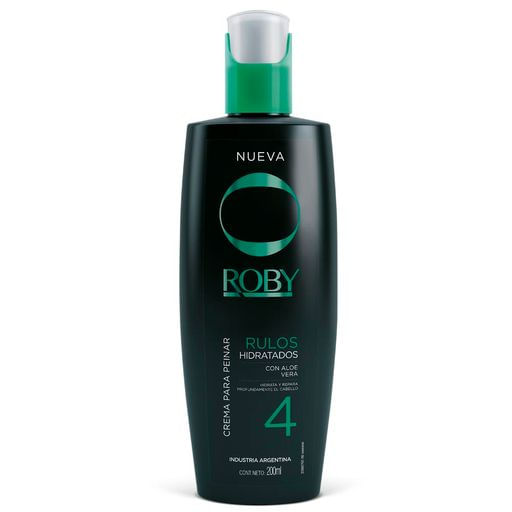 NUEVA
ROBY
CREMA PARA PEINAR
RULOS
HIDRATADOS
CON ALOE
VERA
HIDRATA Y REPARA
PROFUNDAMENTE EL CABELLO
4
INDUSTRIA ARGENTINA
CONT. NETO: 200ml